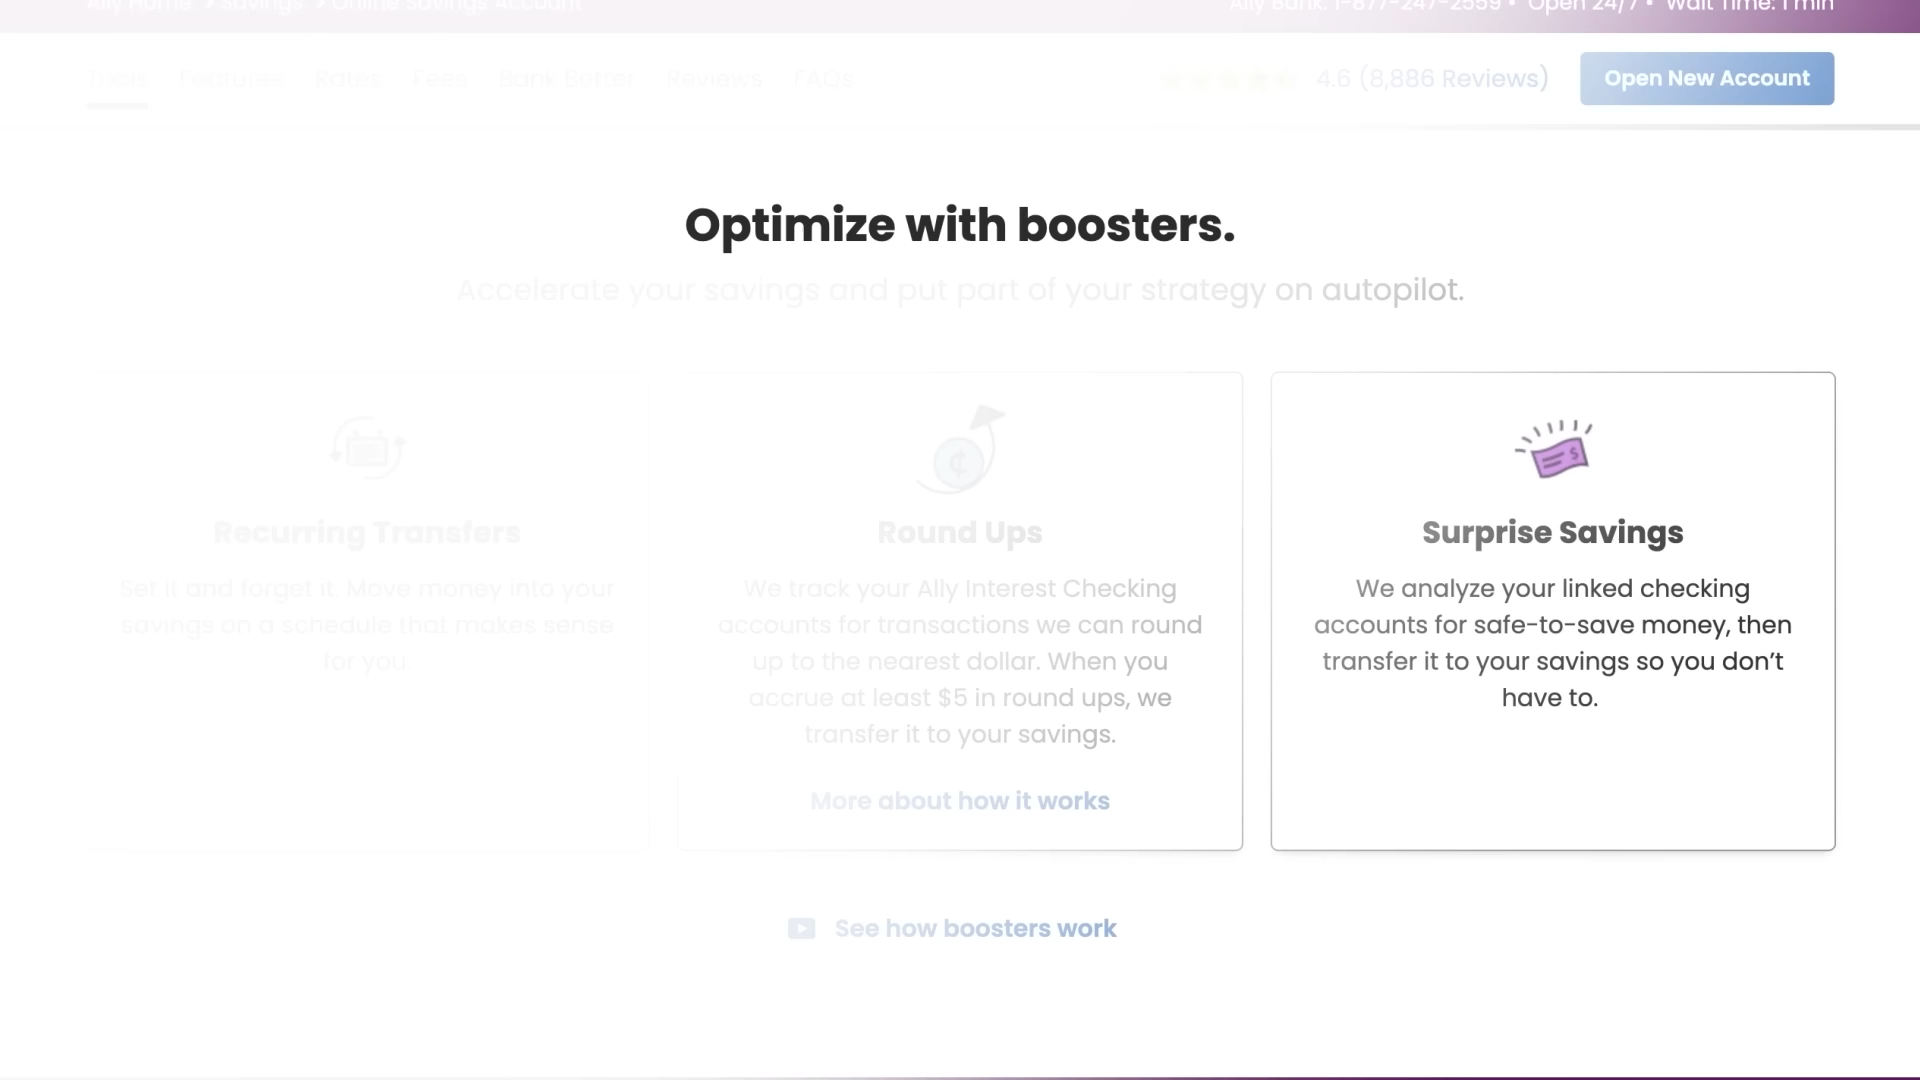 Ally Home > Savings > Online Savings Account
Ally Bank: 1-877-247-2559 • Open 24/7 • Wait Time: 1 min
Tools Features Rates Fees Bank Better Reviews FAQs
4.6 (8,886 Reviews)
Open New Account
Optimize with boosters.
Accelerate your savings and put part of your strategy on autopilot.
Recurring Transfers
Set it and forget it. Move money into your
savings on a schedule that makes sense
for you
Round Ups
We track your Ally Interest Checking
accounts for transactions we can round
up to the nearest dollar. When you
accrue at least $5 in round ups, we
transfer it to your savings.
More about how it works
Surprise Savings
We analyze your linked checking
accounts for safe-to-save money, then
transfer it to your savings so you don’t
have to.
See how boosters work